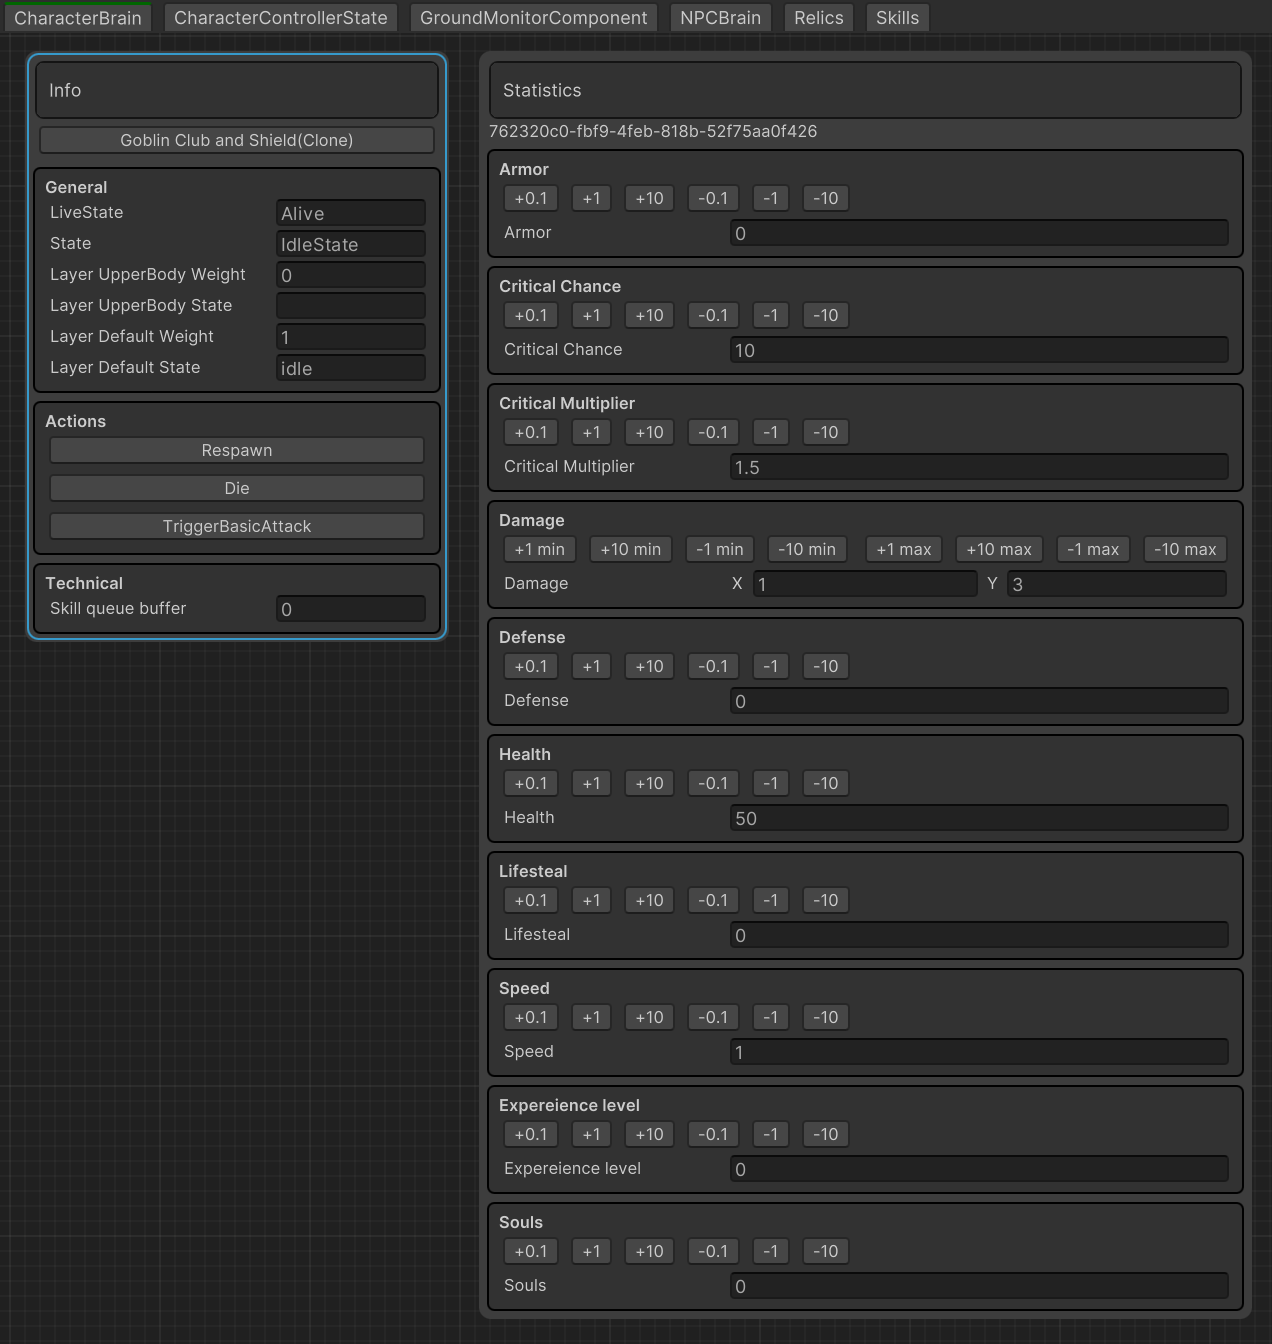 CharacterBrain CharacterControllerState GroundMonitorComponent NPCBrain Relics Skills
Info
Goblin Club and Shield(Clone)
General
LiveState Alive
State IdleState
Layer UpperBody Weight 0
Layer UpperBody State
Layer Default Weight 1
Layer Default State idle
Actions
Respawn
Die
TriggerBasicAttack
Technical
Skill queue buffer 0
Statistics
762320c0-fbf9-4feb-818b-52f75aa0f426
Armor
+0.1 +1 +10 -0.1 -1 -10
Armor 0
Critical Chance
+0.1 +1 +10 -0.1 -1 -10
Critical Chance 10
Critical Multiplier
+0.1 +1 +10 -0.1 -1 -10
Critical Multiplier 1.5
Damage
+1 min +10 min -1 min -10 min +1 max +10 max -1 max -10 max
Damage X 1 Y 3
Defense
+0.1 +1 +10 -0.1 -1 -10
Defense 0
Health
+0.1 +1 +10 -0.1 -1 -10
Health 50
Lifesteal
+0.1 +1 +10 -0.1 -1 -10
Lifesteal 0
Speed
+0.1 +1 +10 -0.1 -1 -10
Speed 1
Expereience level
+0.1 +1 +10 -0.1 -1 -10
Expereience level 0
Souls
+0.1 +1 +10 -0.1 -1 -10
Souls 0